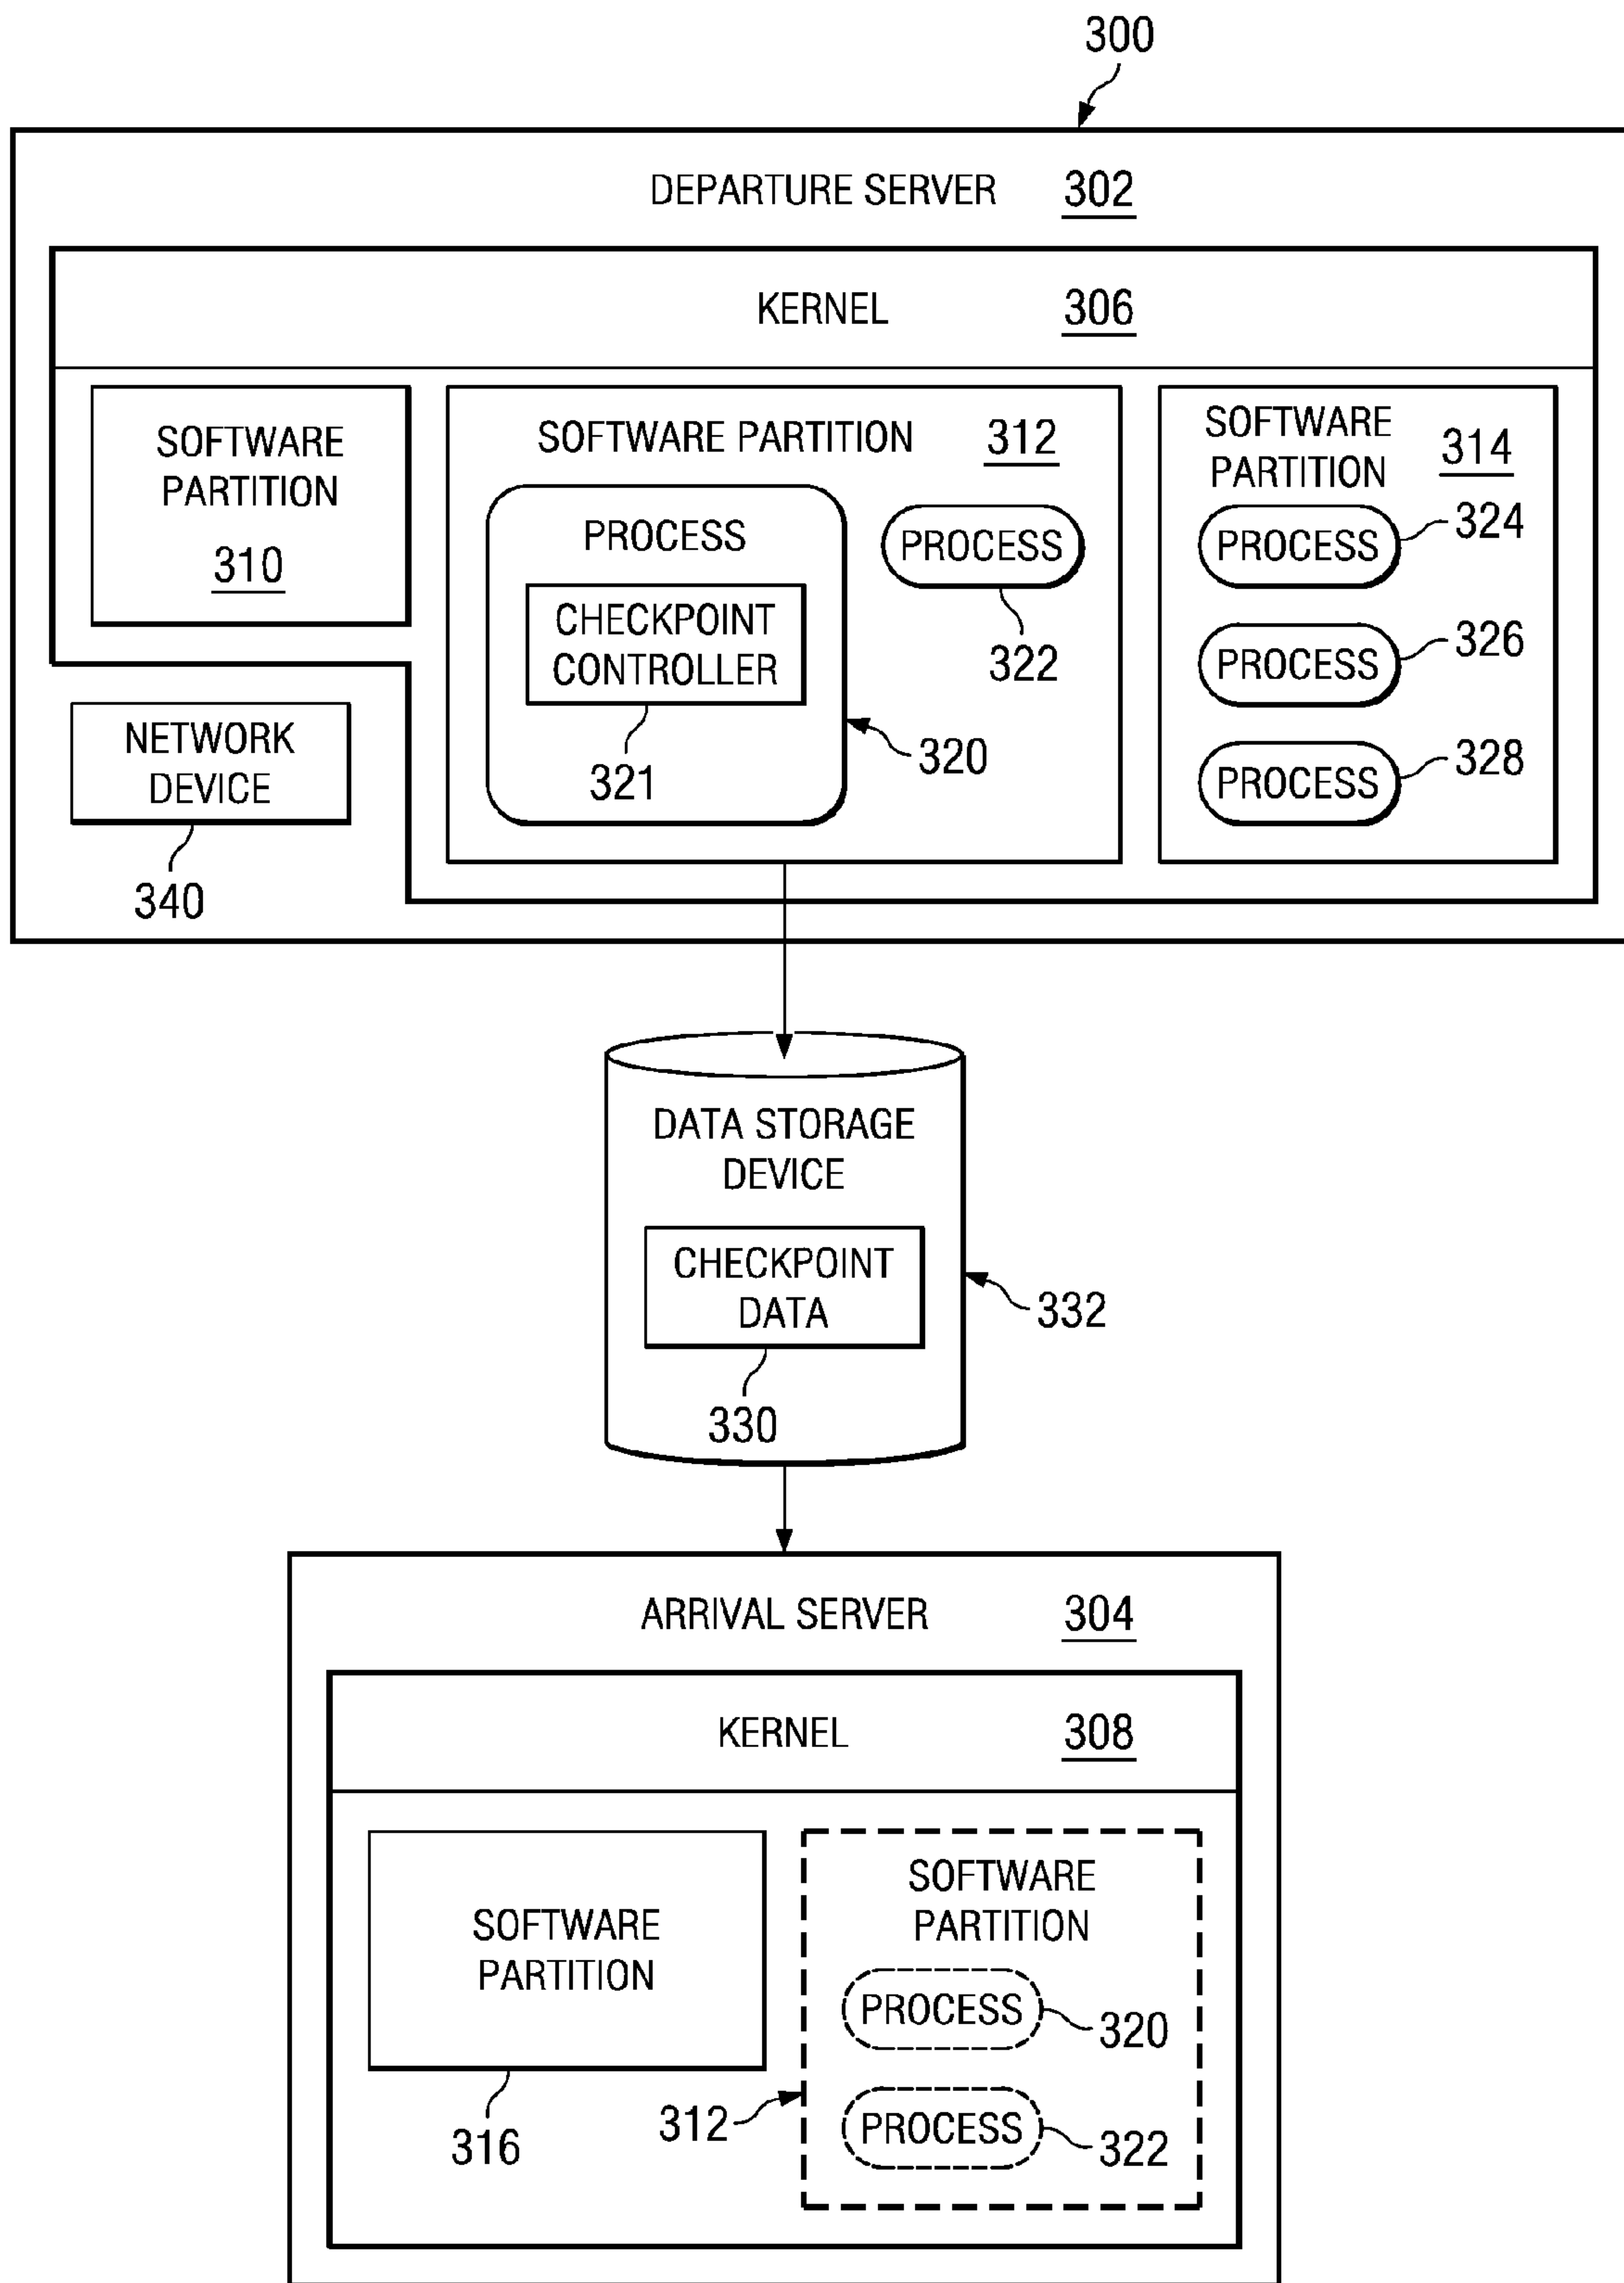 300
DEPARTURE SERVER 302
KERNEL 306
SOFTWARE
PARTITION
310
SOFTWARE PARTITION 312
PROCESS
CHECKPOINT
CONTROLLER
321
320
PROCESS
322
SOFTWARE
PARTITION
314
PROCESS
324
PROCESS
326
PROCESS
328
NETWORK
DEVICE
340
DATA STORAGE
DEVICE
CHECKPOINT
DATA
330
332
ARRIVAL SERVER 304
KERNEL 308
SOFTWARE
PARTITION
316
SOFTWARE
PARTITION
PROCESS
320
312
PROCESS
322